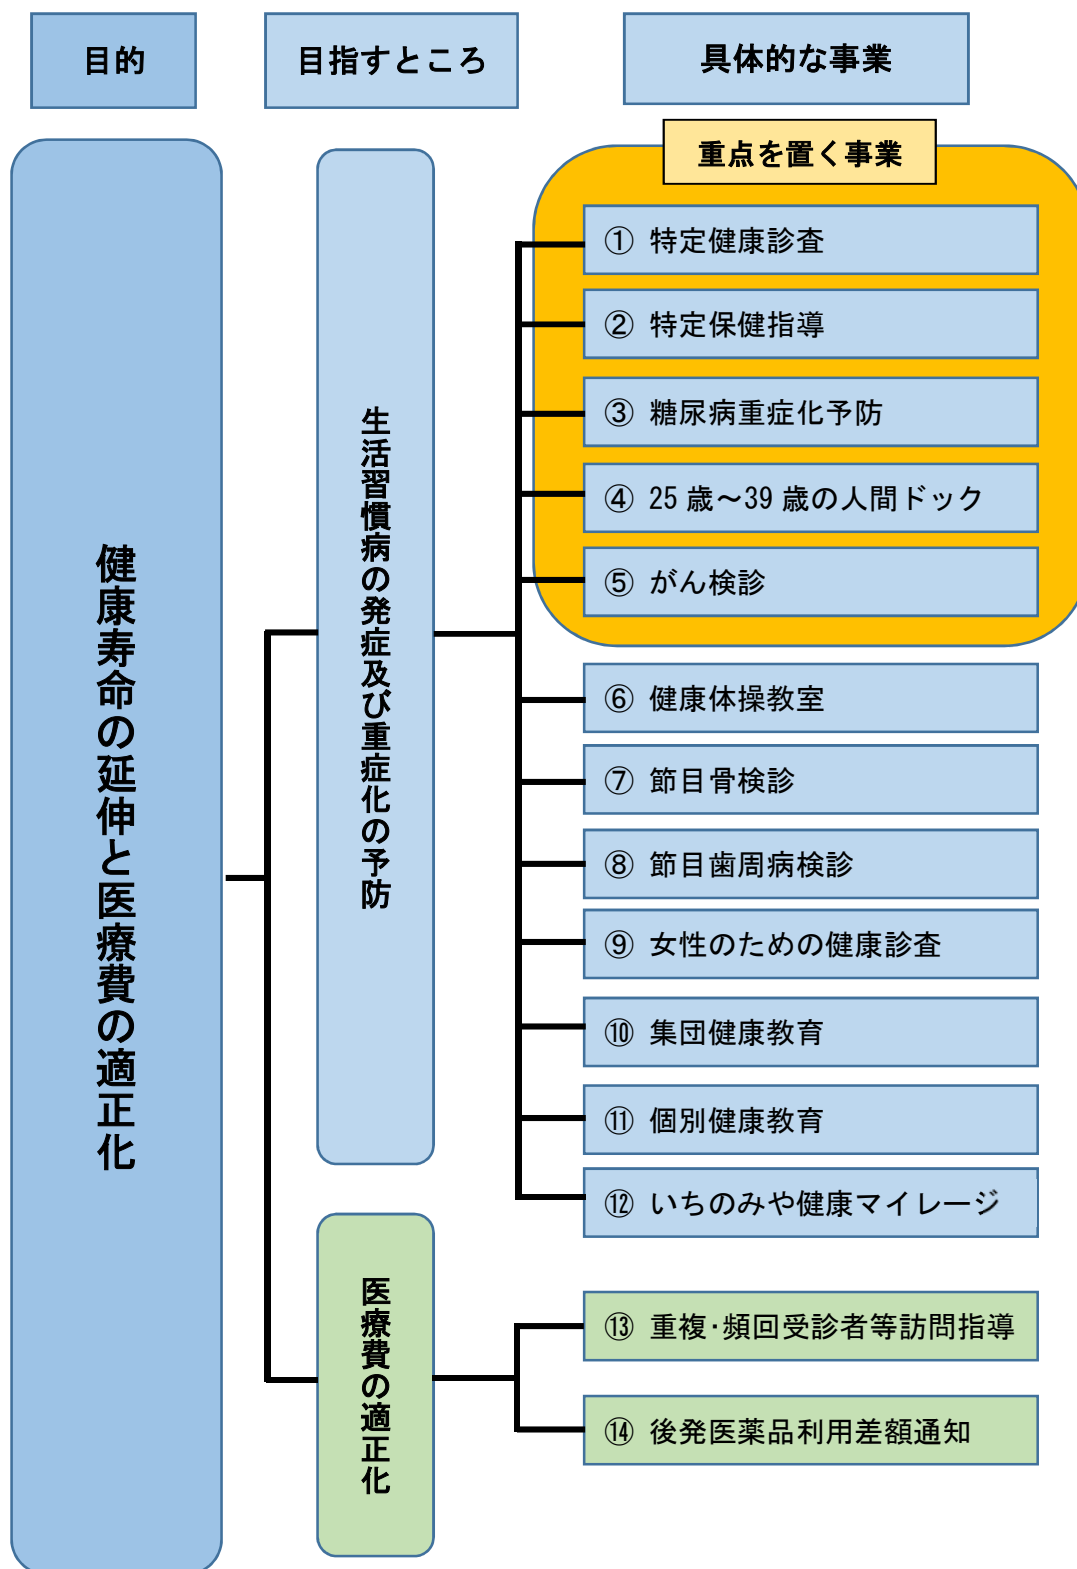 目的
目指すところ
具体的な事業
健康寿命の延伸と医療費の適正化
生活習慣病の発症及び重症化の予防
重点を置く事業
① 特定健康診査
② 特定保健指導
③ 糖尿病重症化予防
④ 25歳～39歳の人間ドック
⑤ がん検診
⑥ 健康体操教室
⑦ 節目骨検診
⑧ 節目歯周病検診
⑨ 女性のための健康診査
⑩ 集団健康教育
⑪ 個別健康教育
⑫ いちのみや健康マイレージ
医療費の適正化
⑬ 重複・頻回受診者等訪問指導
⑭ 後発医薬品利用差額通知